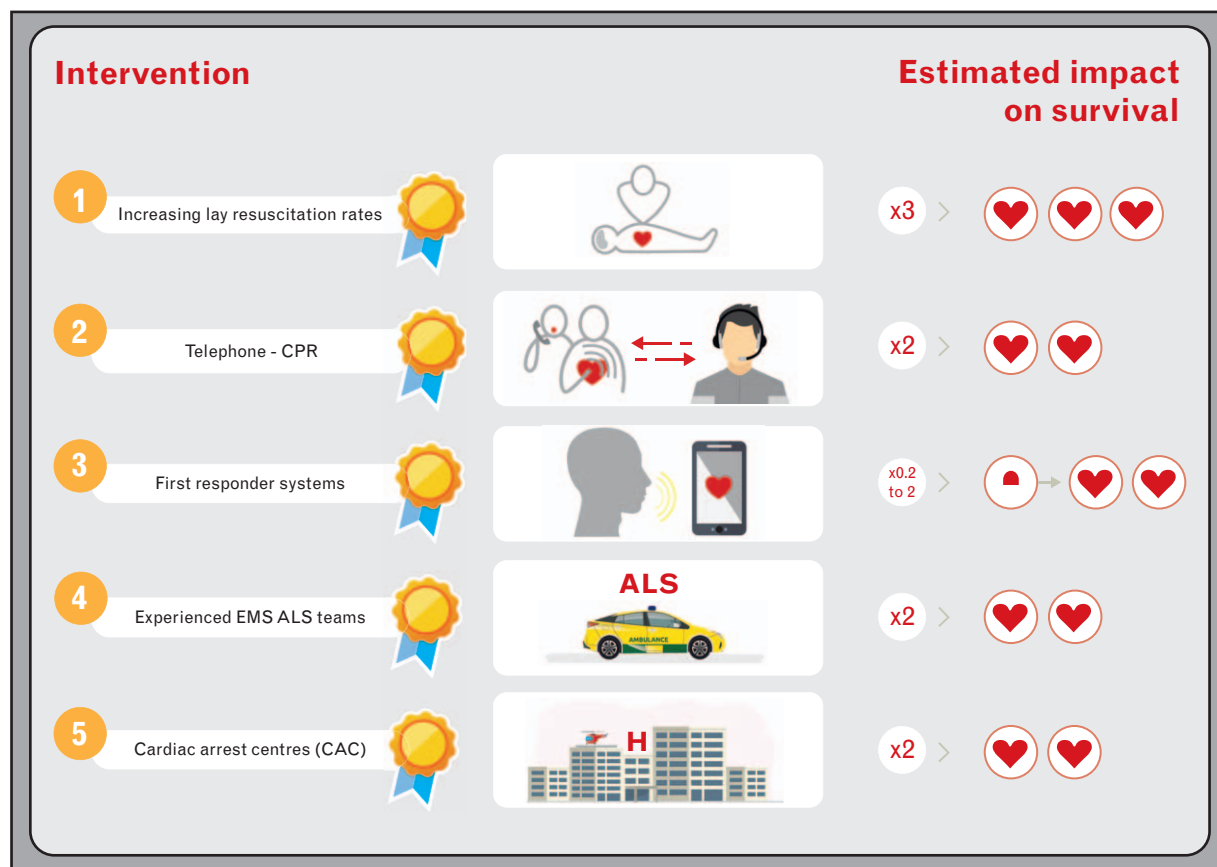 Intervention
Estimated impact
on survival
1
Increasing lay resuscitation rates
x3
2
Telephone - CPR
x2
3
First responder systems
x0.2
to 2
4
Experienced EMS ALS teams
ALS
AMBULANCE
x2
5
Cardiac arrest centres (CAC)
H
x2